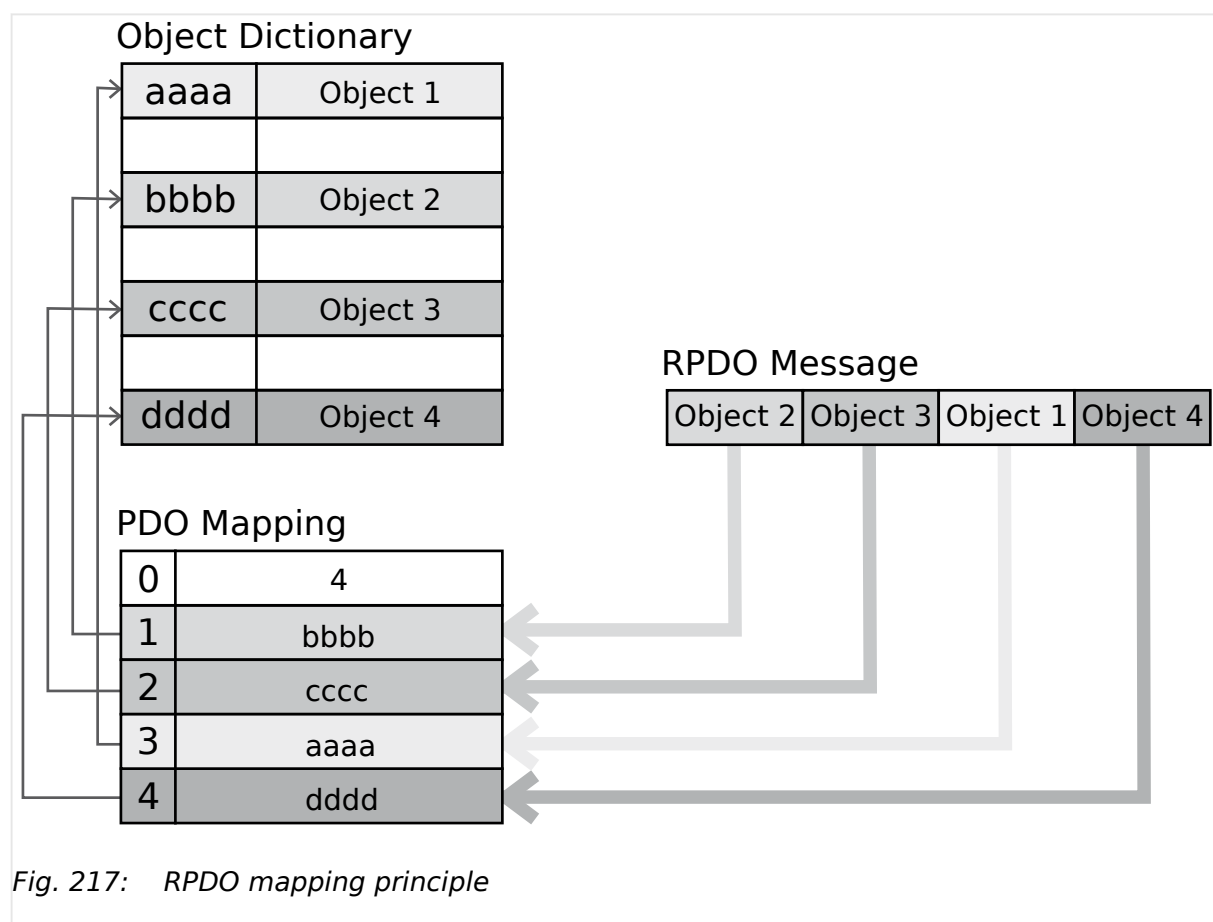 Object Dictionary
aaaa Object 1
bbbb Object 2
cccc Object 3
dddd Object 4
RPDO Message
Object 2 Object 3 Object 1 Object 4
PDO Mapping
0 4
1 bbbb
2 cccc
3 aaaa
4 dddd
Fig. 217: RPDO mapping principle